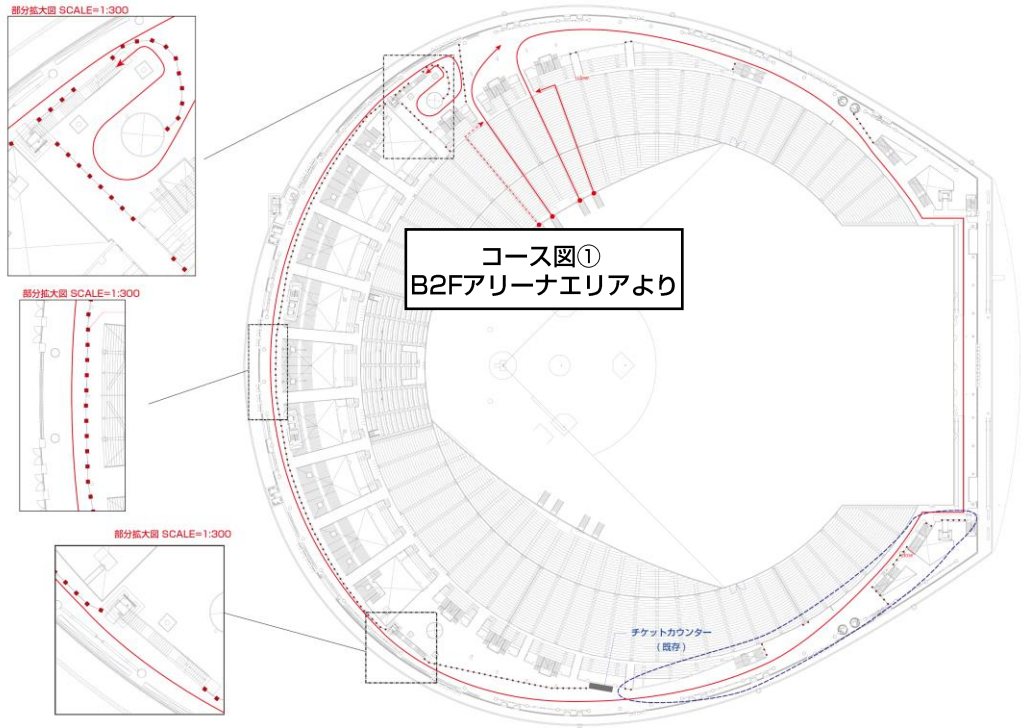 部分拡大図 SCALE=1:300
コース図①
B2Fアリーナエリアより
部分拡大図 SCALE=1:300
部分拡大図 SCALE=1:300
チケットカウンター
(既存)